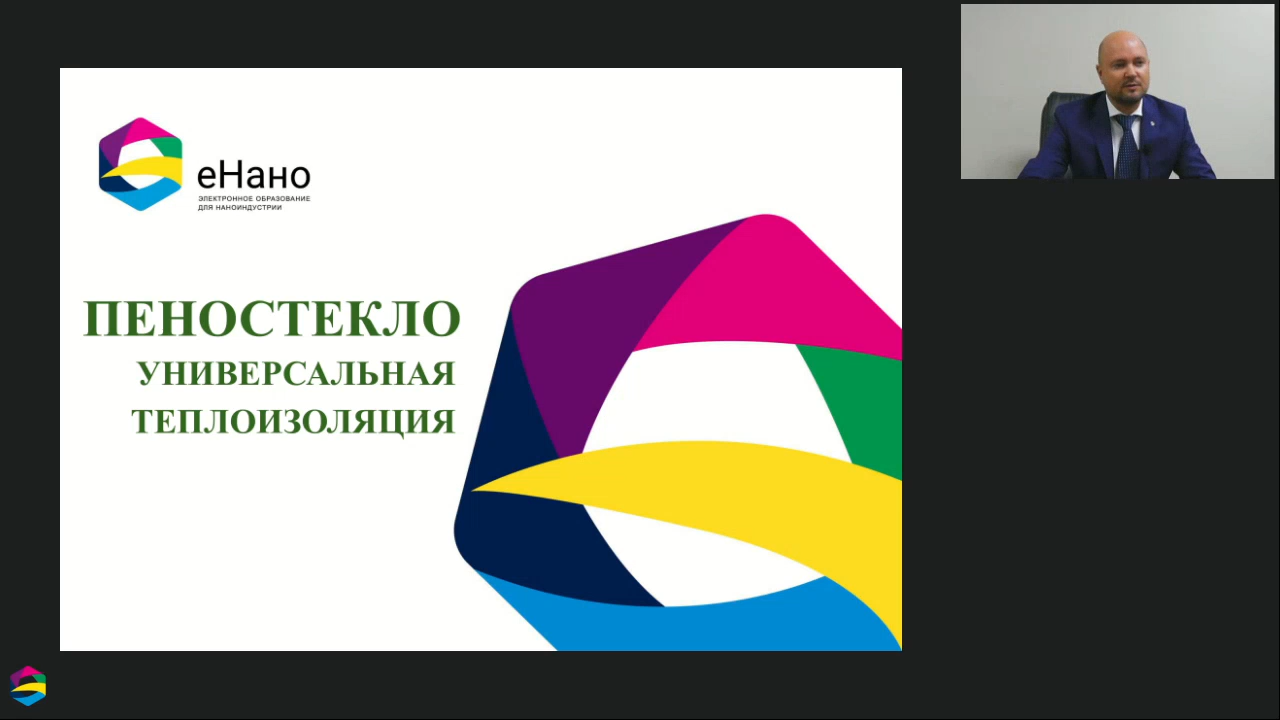 еНано
ЭЛЕКТРОННОЕ ОБРАЗОВАНИЕ
ДЛЯ НАНОИНДУСТРИИ
ПЕНОСТЕКЛО
УНИВЕРСАЛЬНАЯ
ТЕПЛОИЗОЛЯЦИЯ